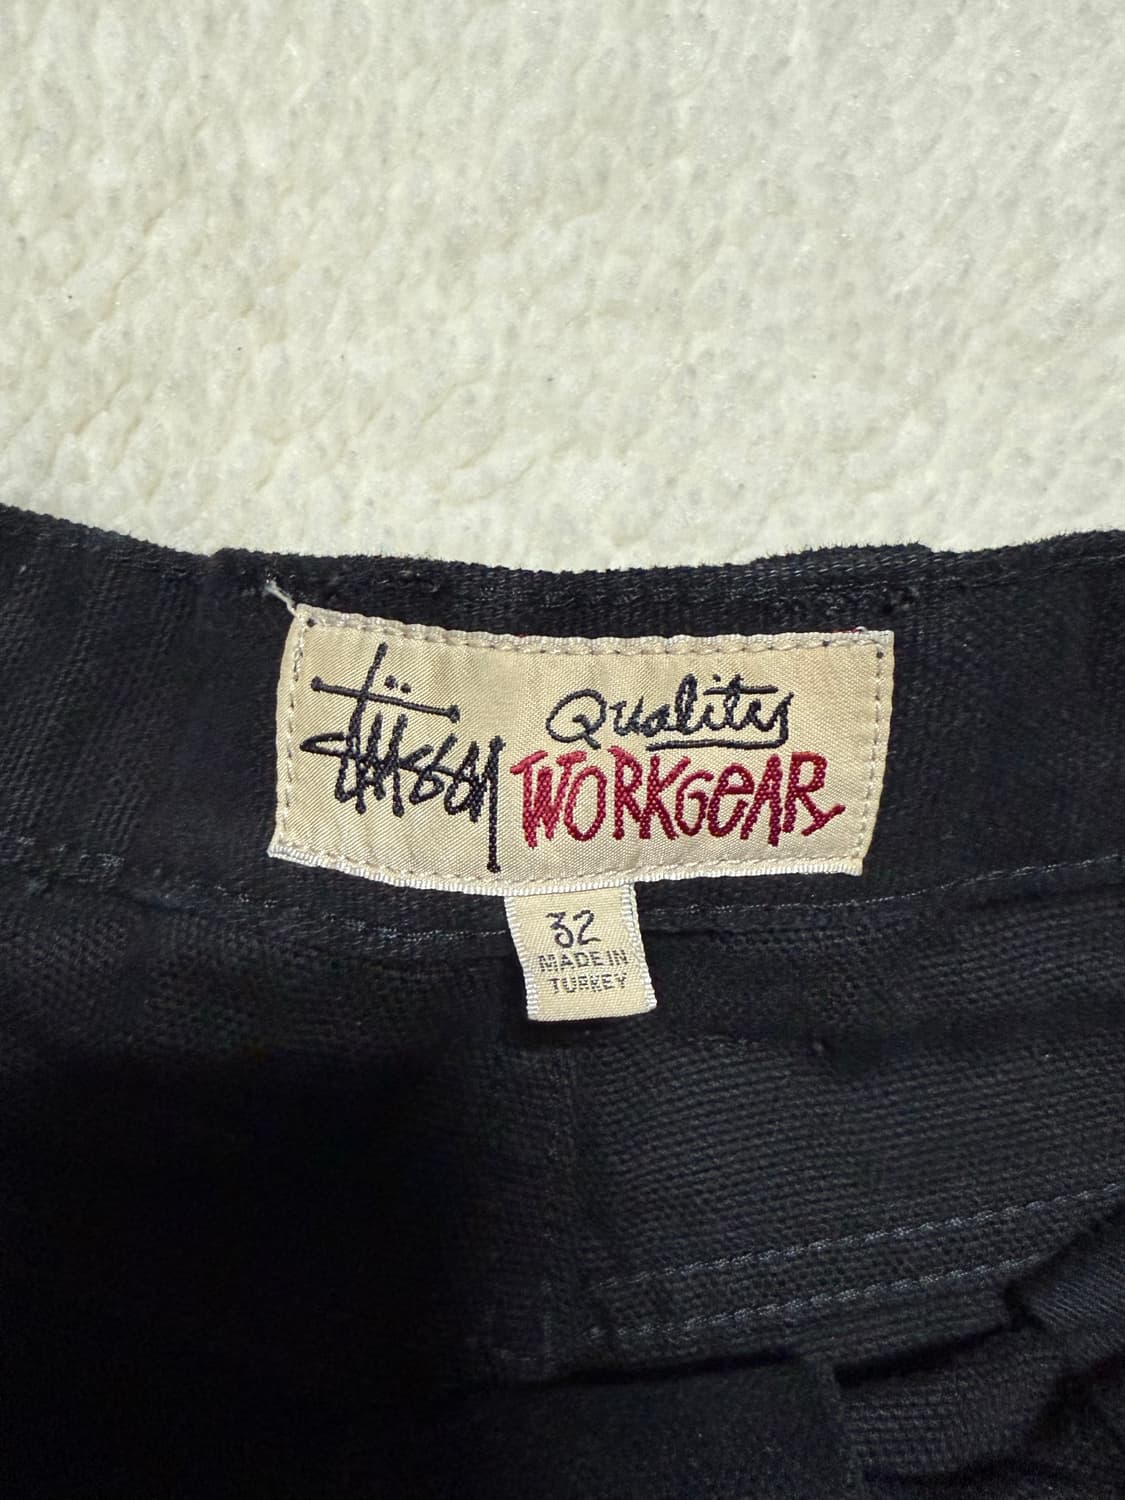 Stüssy Quality
WORKGEAR
32
MADE IN
TURKEY